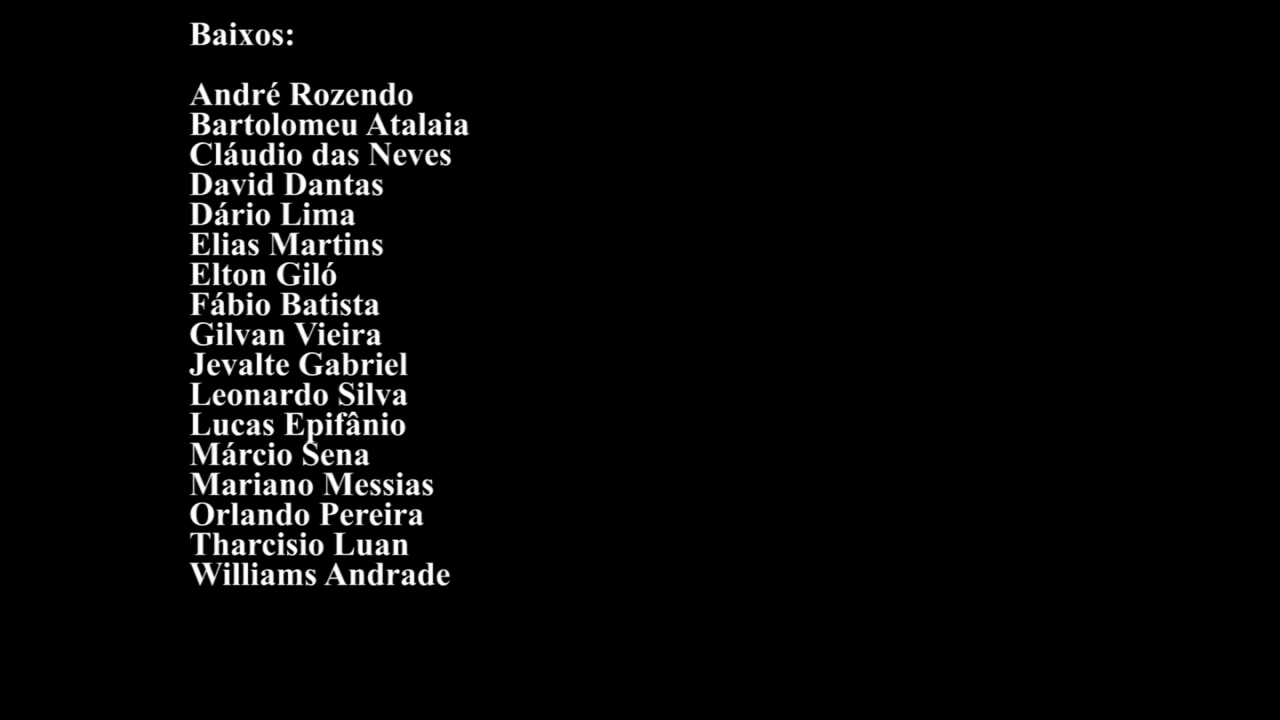 Baixos:
André Rozendo
Bartolomeu Atalaia
Cláudio das Neves
David Dantas
Dário Lima
Elias Martins
Elton Giló
Fábio Batista
Gilvan Vieira
Jevalte Gabriel
Leonardo Silva
Lucas Epifânio
Márcio Sena
Mariano Messias
Orlando Pereira
Tharcisio Luan
Williams Andrade